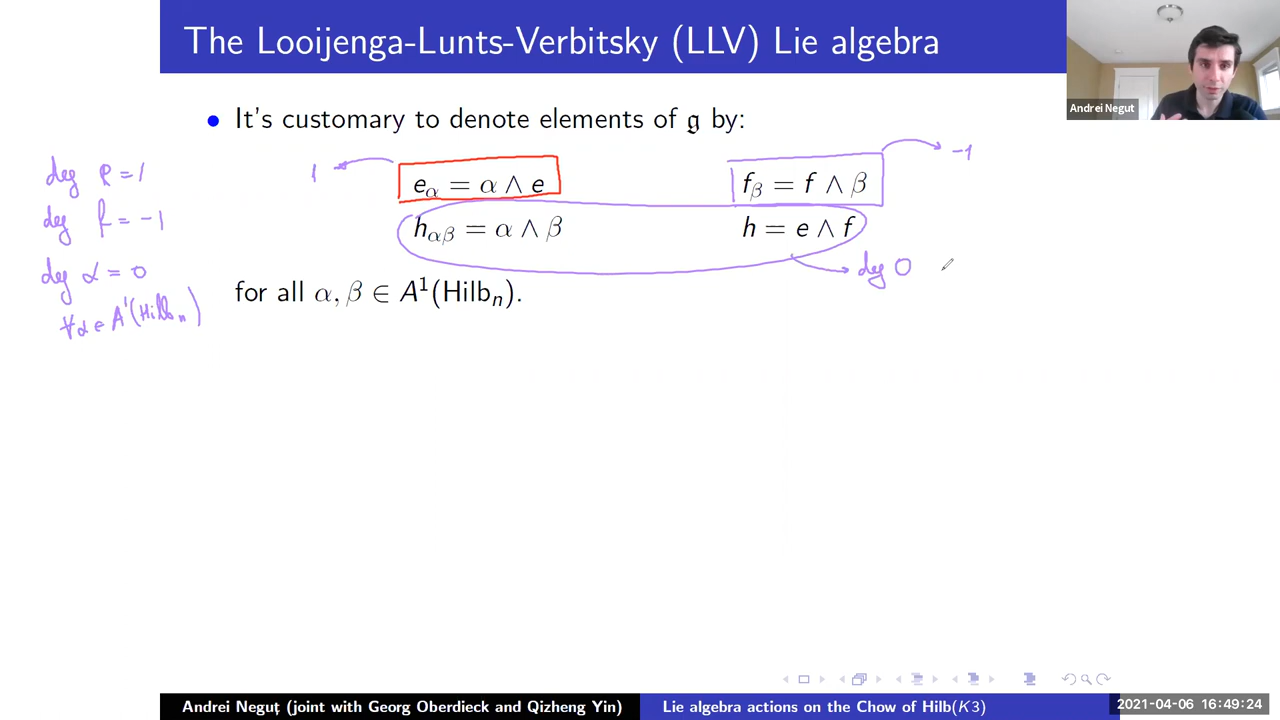 The Looijenga-Lunts-Verbitsky (LLV) Lie algebra
Andrei Negut
• It's customary to denote elements of 𝔤 by:
deg e = 1
1
e_α = α ∧ e
f_β = f ∧ β
-1
deg f = -1
h_{αβ} = α ∧ β
h = e ∧ f
deg α = 0
deg 0
∀α ∈ A¹(Hilb_n)
for all α, β ∈ A¹(Hilb_n).
Andrei Neguț (joint with Georg Oberdieck and Qizheng Yin)
Lie algebra actions on the Chow of Hilb(K3)
2021-04-06 16:49:24